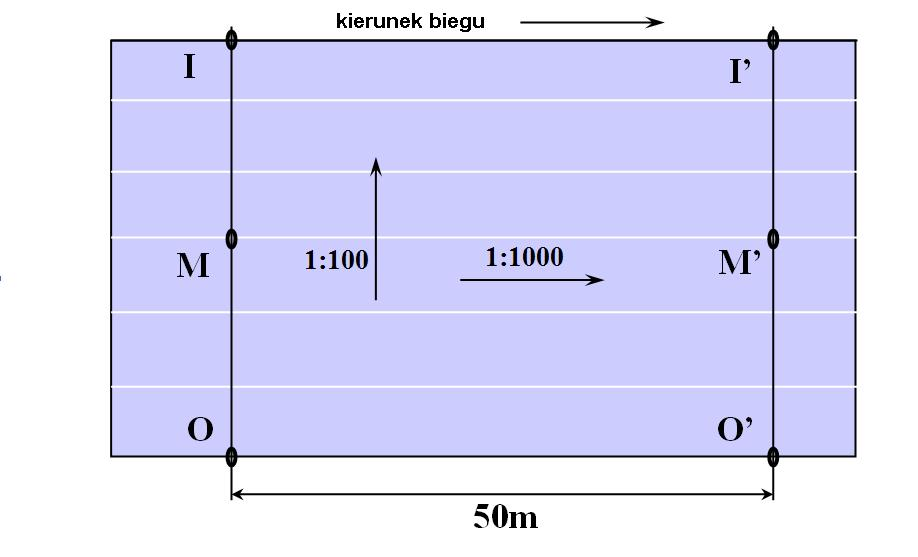 kierunek biegu
I
I’
1:100
1:1000
M
M’
O
O’
50m